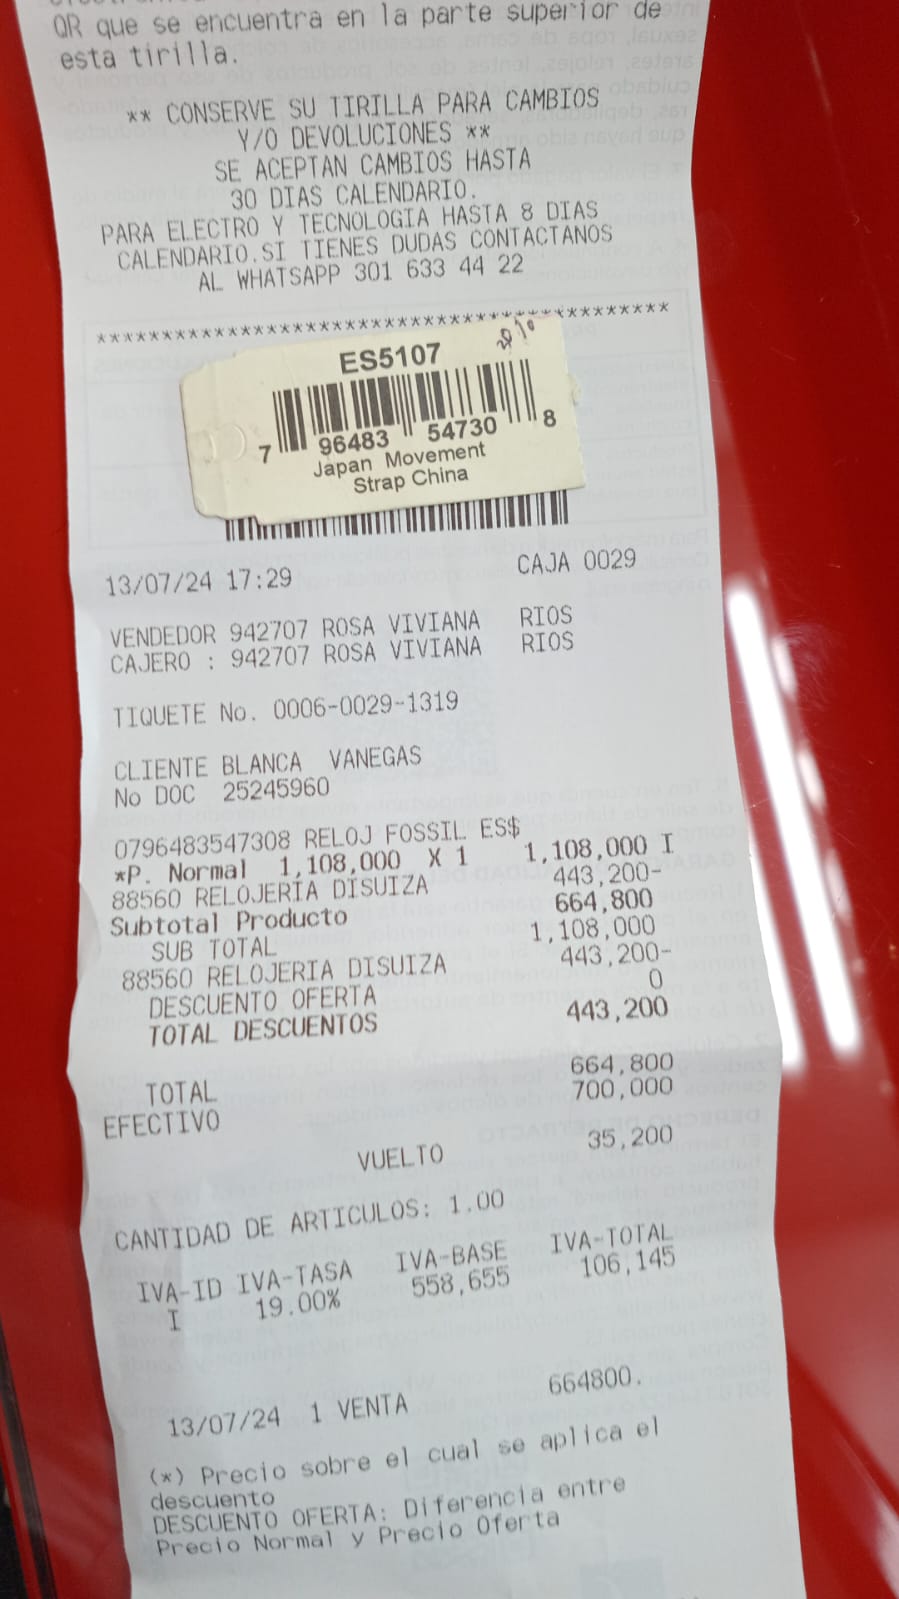 QR que se encuentra en la parte superior de
esta tirilla.
** CONSERVE SU TIRILLA PARA CAMBIOS
Y/O DEVOLUCIONES **
SE ACEPTAN CAMBIOS HASTA
30 DIAS CALENDARIO.
PARA ELECTRO Y TECNOLOGIA HASTA 8 DIAS
CALENDARIO.SI TIENES DUDAS CONTACTANOS
AL WHATSAPP 301 633 44 22
*******************************************
ES5107
7 96483 54730 8
Japan Movement
Strap China
13/07/24 17:29 CAJA 0029
VENDEDOR 942707 ROSA VIVIANA RIOS
CAJERO : 942707 ROSA VIVIANA RIOS
TIQUETE No. 0006-0029-1319
CLIENTE BLANCA VANEGAS
No DOC 25245960
0796483547308 RELOJ FOSSIL ES$
*P. Normal 1,108,000 X 1 1,108,000 I
88560 RELOJERIA DISUIZA 443,200-
Subtotal Producto 664,800
SUB TOTAL 1,108,000
88560 RELOJERIA DISUIZA 443,200-
DESCUENTO OFERTA 0
TOTAL DESCUENTOS 443,200
TOTAL 664,800
EFECTIVO 700,000
VUELTO 35,200
CANTIDAD DE ARTICULOS: 1.00
IVA-ID IVA-TASA IVA-BASE IVA-TOTAL
I 19.00% 558,655 106,145
13/07/24 1 VENTA 664800.
(*) Precio sobre el cual se aplica el
descuento
DESCUENTO OFERTA: Diferencia entre
Precio Normal y Precio Oferta